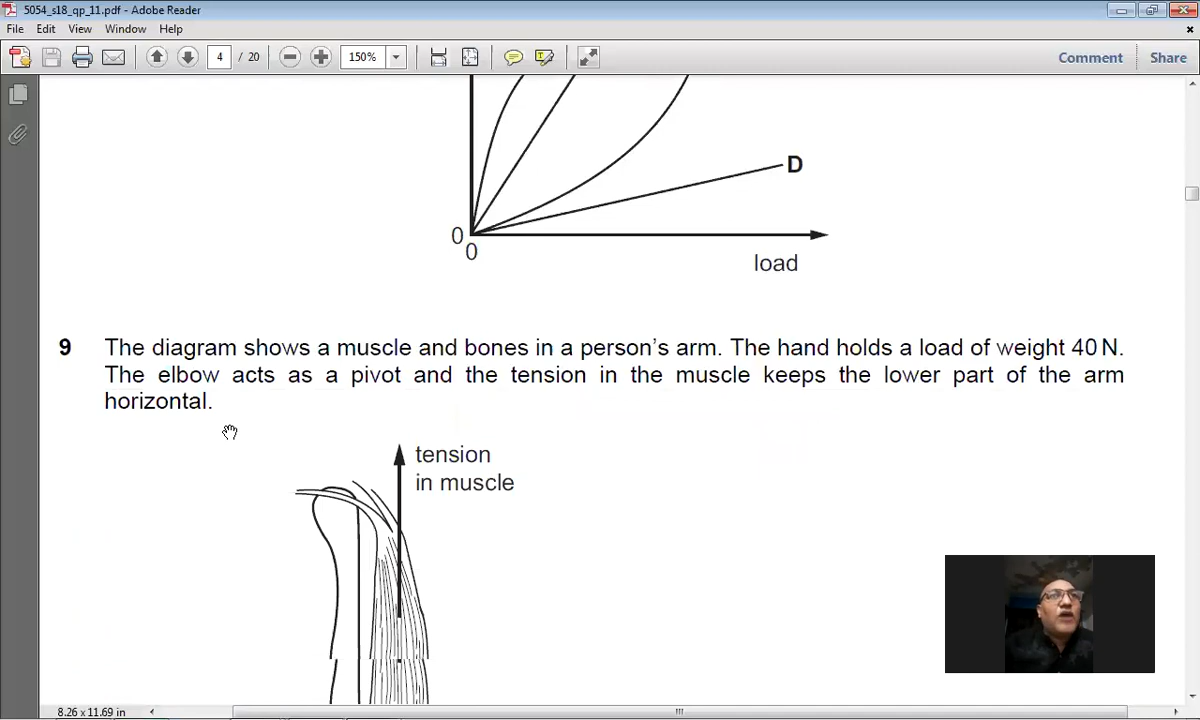 5054_s18_qp_11.pdf - Adobe Reader
File Edit View Window Help
4 / 20 150% Comment Share
D
0
0
load
9 The diagram shows a muscle and bones in a person's arm. The hand holds a load of weight 40 N.
The elbow acts as a pivot and the tension in the muscle keeps the lower part of the arm
horizontal.
tension
in muscle
8.26 x 11.69 in